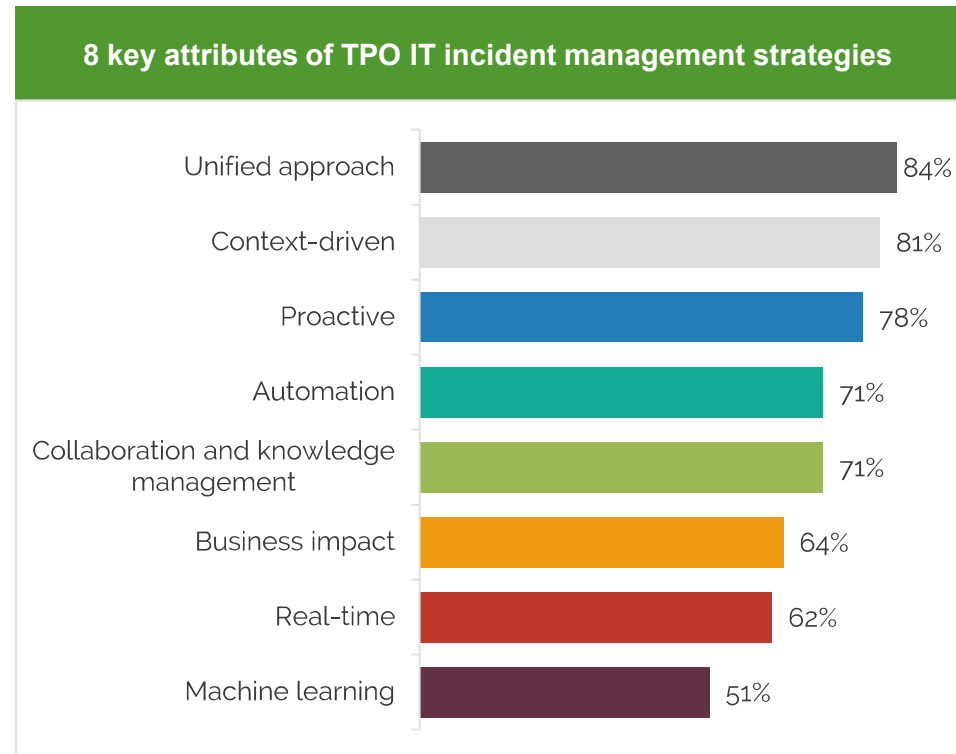 8 key attributes of TPO IT incident management strategies
Unified approach
84%
Context-driven
81%
Proactive
78%
Automation
71%
Collaboration and knowledge
management
71%
Business impact
64%
Real-time
62%
Machine learning
51%